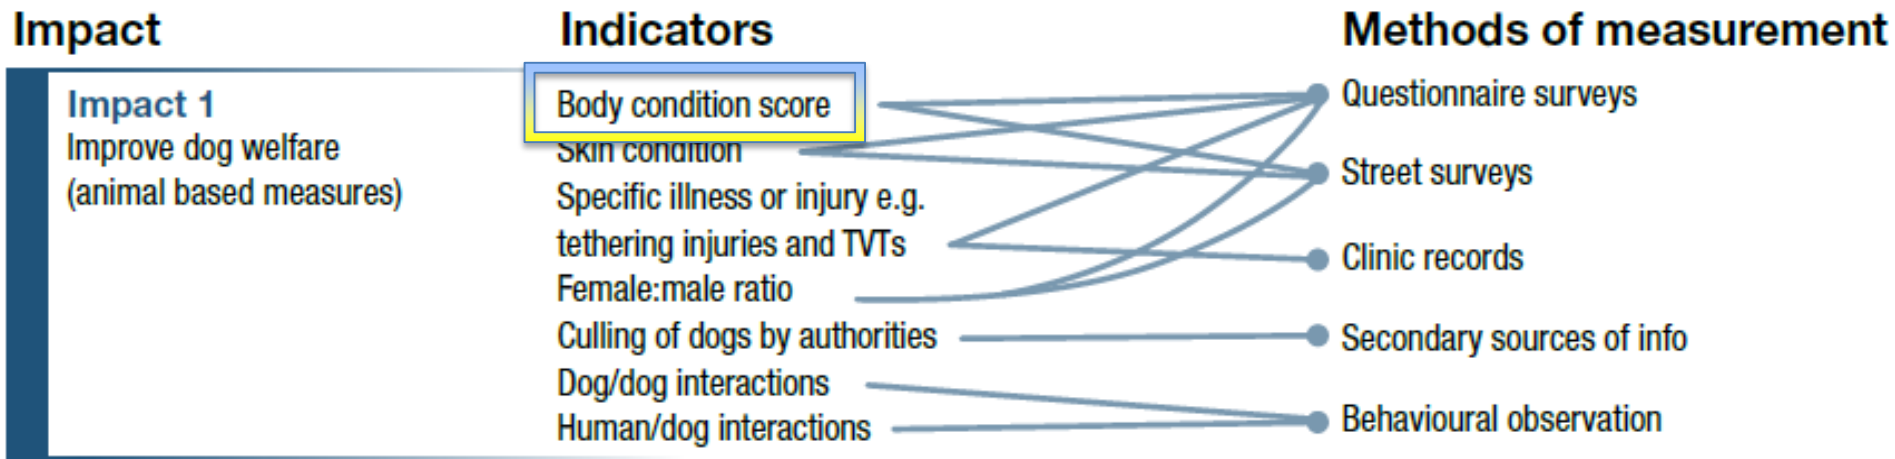 Impact
Indicators
Methods of measurement
Impact 1
Improve dog welfare
(animal based measures)
Body condition score
Skin condition
Specific illness or injury e.g.
tethering injuries and TVTs
Female:male ratio
Culling of dogs by authorities
Dog/dog interactions
Human/dog interactions
Questionnaire surveys
Street surveys
Clinic records
Secondary sources of info
Behavioural observation